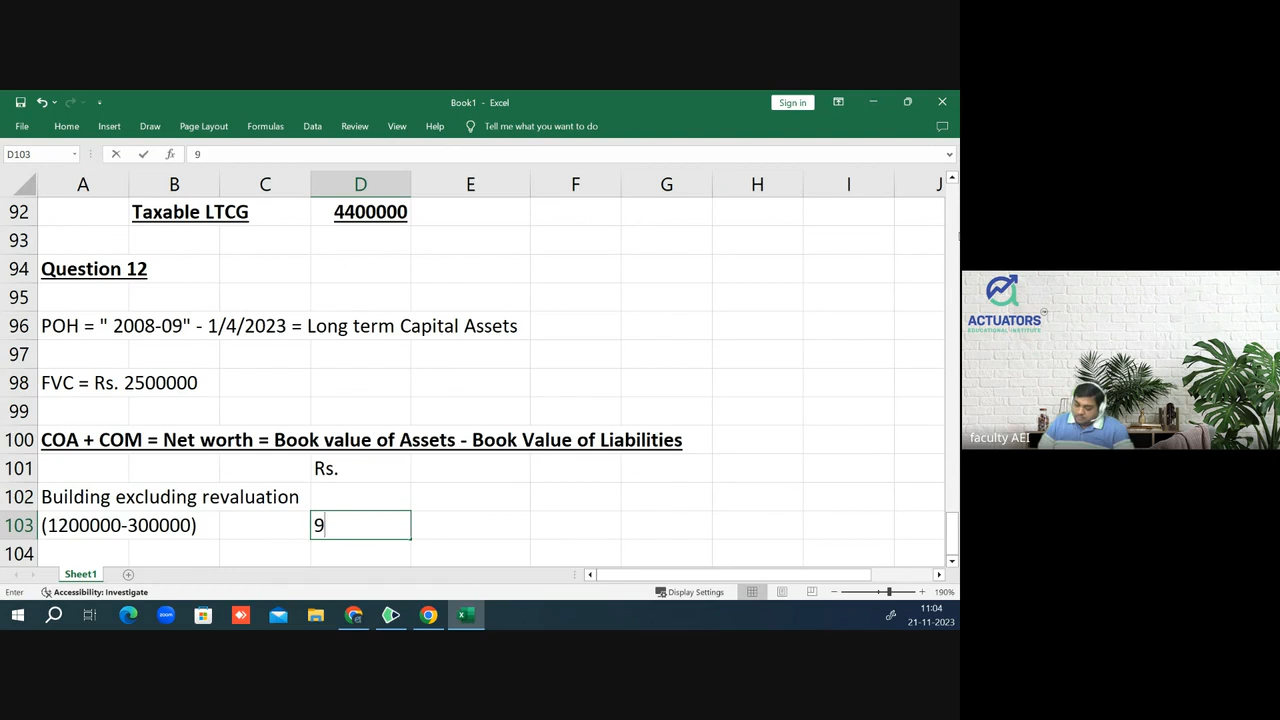 Book1 - Excel
Sign in
File Home Insert Draw Page Layout Formulas Data Review View Help Tell me what you want to do
D103 fx 9
A B C D E F G H I J
92 Taxable LTCG 4400000
93
94 Question 12
95
96 POH = " 2008-09" - 1/4/2023 = Long term Capital Assets
97
98 FVC = Rs. 2500000
99
100 COA + COM = Net worth = Book value of Assets - Book Value of Liabilities
101 Rs.
102 Building excluding revaluation
103 (1200000-300000) 9
104
Sheet1
Enter Accessibility: Investigate Display Settings 190%
zoom
11:04
21-11-2023
ACTUATORS
EDUCATIONAL INSTITUTE
faculty AEI